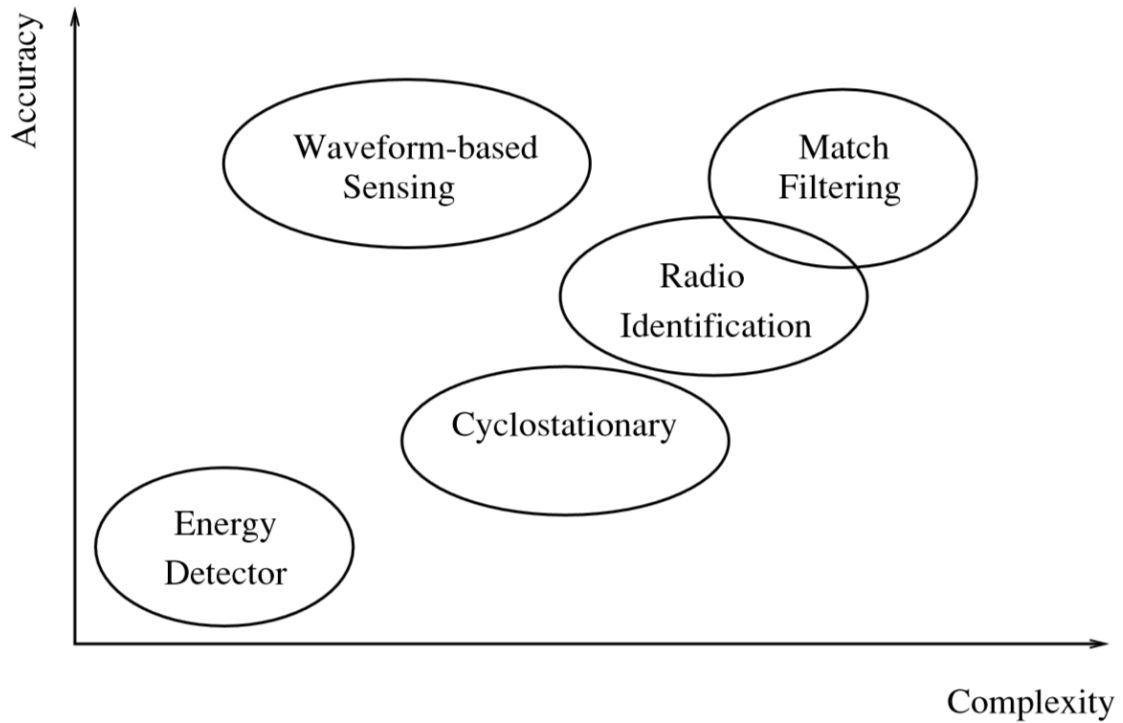 Accuracy
Waveform-based
Sensing
Match
Filtering
Radio
Identification
Cyclostationary
Energy
Detector
Complexity